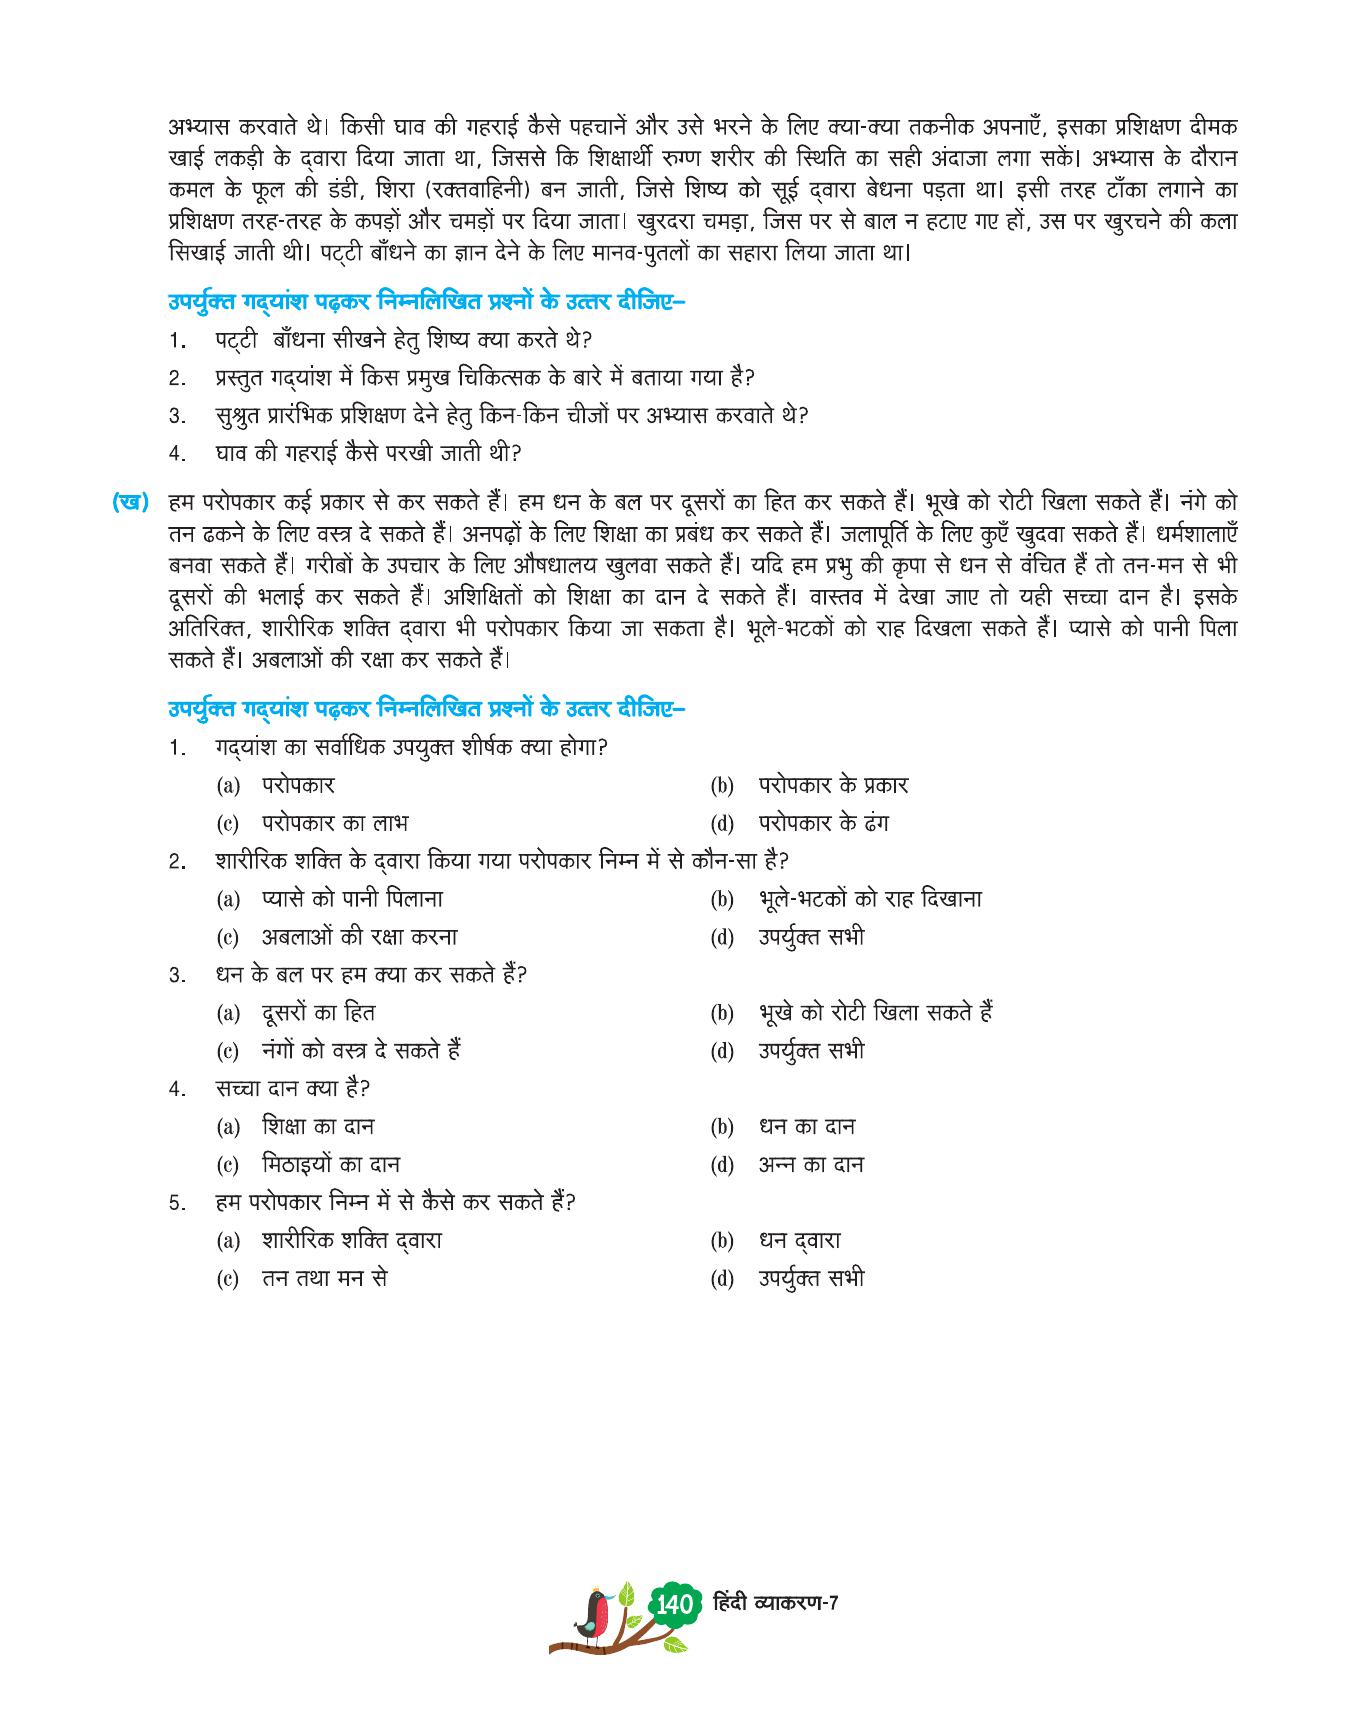 अभ्यास करवाते थे। किसी घाव की गहराई कैसे पहचानें और उसे भरने के लिए क्या-क्या तकनीक अपनाएँ, इसका प्रशिक्षण दीमक
खाई लकड़ी के द्‌वारा दिया जाता था, जिससे कि शिक्षार्थी रुग्ण शरीर की स्थिति का सही अंदाजा लगा सकें। अभ्यास के दौरान
कमल के फूल की डंडी, शिरा (रक्तवाहिनी) बन जाती, जिसे शिष्य को सूई द्‌वारा बेधना पड़ता था। इसी तरह टाँका लगाने का
प्रशिक्षण तरह-तरह के कपड़ों और चमड़ों पर दिया जाता। खुरदरा चमड़ा, जिस पर से बाल न हटाए गए हों, उस पर खुरचने की कला
सिखाई जाती थी। पट्‌टी बाँधने का ज्ञान देने के लिए मानव-पुतलों का सहारा लिया जाता था।
उपर्युक्त गद्‌यांश पढ़कर निम्नलिखित प्रश्नों के उत्तर दीजिए–
1. पट्‌टी बाँधना सीखने हेतु शिष्य क्या करते थे?
2. प्रस्तुत गद्‌यांश में किस प्रमुख चिकित्सक के बारे में बताया गया है?
3. सुश्रुत प्रारंभिक प्रशिक्षण देने हेतु किन-किन चीजों पर अभ्यास करवाते थे?
4. घाव की गहराई कैसे परखी जाती थी?
(ख) हम परोपकार कई प्रकार से कर सकते हैं। हम धन के बल पर दूसरों का हित कर सकते हैं। भूखे को रोटी खिला सकते हैं। नंगे को
तन ढकने के लिए वस्त्र दे सकते हैं। अनपढ़ों के लिए शिक्षा का प्रबंध कर सकते हैं। जलापूर्ति के लिए कुएँ खुदवा सकते हैं। धर्मशालाएँ
बनवा सकते हैं। गरीबों के उपचार के लिए औषधालय खुलवा सकते हैं। यदि हम प्रभु की कृपा से धन से वंचित हैं तो तन-मन से भी
दूसरों की भलाई कर सकते हैं। अशिक्षितों को शिक्षा का दान दे सकते हैं। वास्तव में देखा जाए तो यही सच्चा दान है। इसके
अतिरिक्त, शारीरिक शक्ति द्‌वारा भी परोपकार किया जा सकता है। भूले-भटकों को राह दिखला सकते हैं। प्यासे को पानी पिला
सकते हैं। अबलाओं की रक्षा कर सकते हैं।
उपर्युक्त गद्‌यांश पढ़कर निम्नलिखित प्रश्नों के उत्तर दीजिए–
1. गद्‌यांश का सर्वाधिक उपयुक्त शीर्षक क्या होगा?
(a) परोपकार (b) परोपकार के प्रकार
(c) परोपकार का लाभ (d) परोपकार के ढंग
2. शारीरिक शक्ति के द्‌वारा किया गया परोपकार निम्न में से कौन-सा है?
(a) प्यासे को पानी पिलाना (b) भूले-भटकों को राह दिखाना
(c) अबलाओं की रक्षा करना (d) उपर्युक्त सभी
3. धन के बल पर हम क्या कर सकते हैं?
(a) दूसरों का हित (b) भूखे को रोटी खिला सकते हैं
(c) नंगों को वस्त्र दे सकते हैं (d) उपर्युक्त सभी
4. सच्चा दान क्या है?
(a) शिक्षा का दान (b) धन का दान
(c) मिठाइयों का दान (d) अन्न का दान
5. हम परोपकार निम्न में से कैसे कर सकते हैं?
(a) शारीरिक शक्ति द्‌वारा (b) धन द्‌वारा
(c) तन तथा मन से (d) उपर्युक्त सभी
140 हिंदी व्याकरण-7